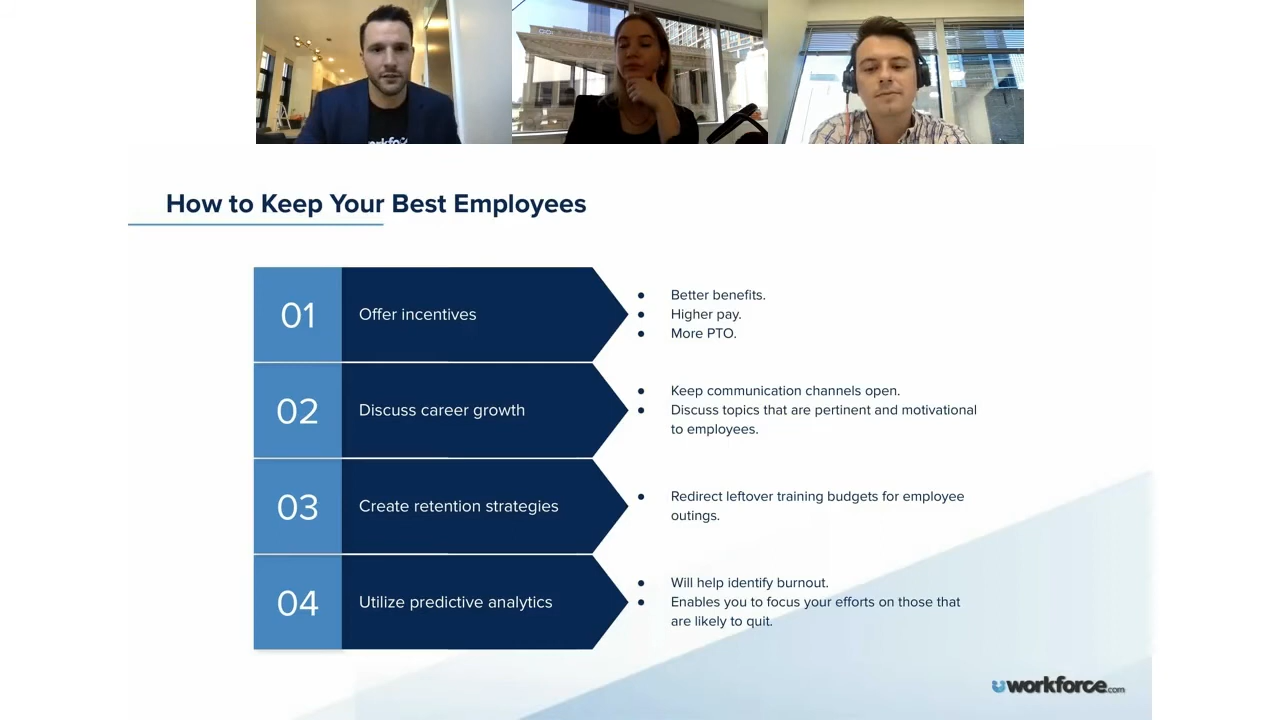 workfo
How to Keep Your Best Employees
01
Offer incentives
● Better benefits.
● Higher pay.
● More PTO.
02
Discuss career growth
● Keep communication channels open.
● Discuss topics that are pertinent and motivational
to employees.
03
Create retention strategies
● Redirect leftover training budgets for employee
outings.
04
Utilize predictive analytics
● Will help identify burnout.
● Enables you to focus your efforts on those that
are likely to quit.
workforce.com